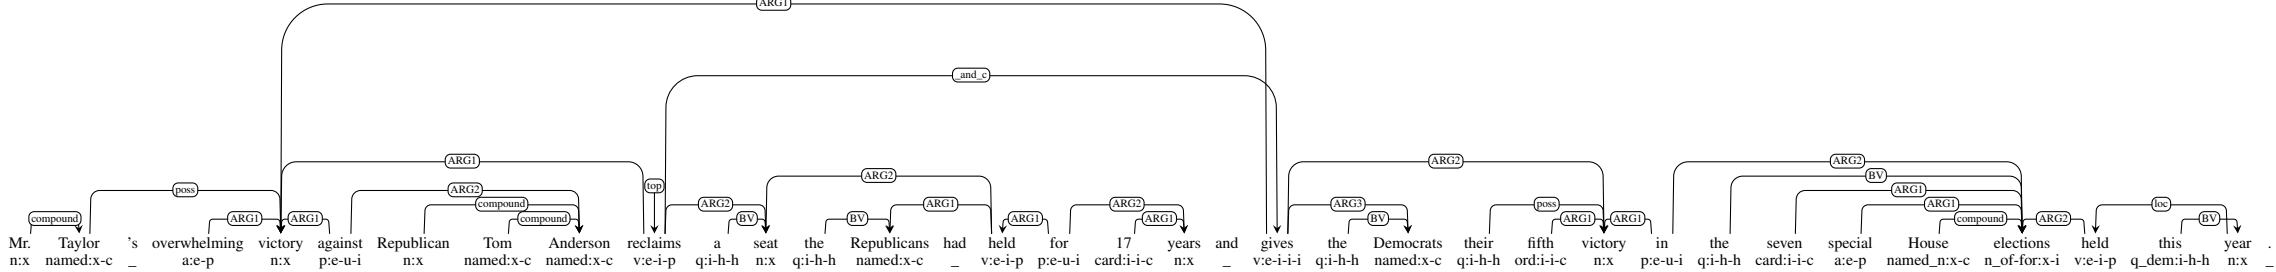 ARG1
_and_c
ARG1 ARG2
top ARG2 BV
poss ARG2 compound ARG1
compound ARG1 ARG1 compound ARG2 BV BV ARG1 ARG1 ARG2 ARG1 ARG3 BV poss ARG1 ARG1 ARG2 BV ARG1 ARG1 compound ARG2 loc BV
Mr. Taylor 's overwhelming victory against Republican Tom Anderson reclaims a seat the Republicans had held for 17 years and gives the Democrats their fifth victory in the seven special House elections held this year .
n:x named:x-c _ a:e-p n:x p:e-u-i n:x named:x-c named:x-c v:e-i-p q:i-h-h n:x q:i-h-h named:x-c _ v:e-i-p p:e-u-i card:i-i-c n:x _ v:e-i-i-i q:i-h-h named:x-c q:i-h-h ord:i-i-c n:x p:e-u-i q:i-h-h card:i-i-c a:e-p named_n:x-c n_of-for:x-i v:e-i-p q_dem:i-h-h n:x _